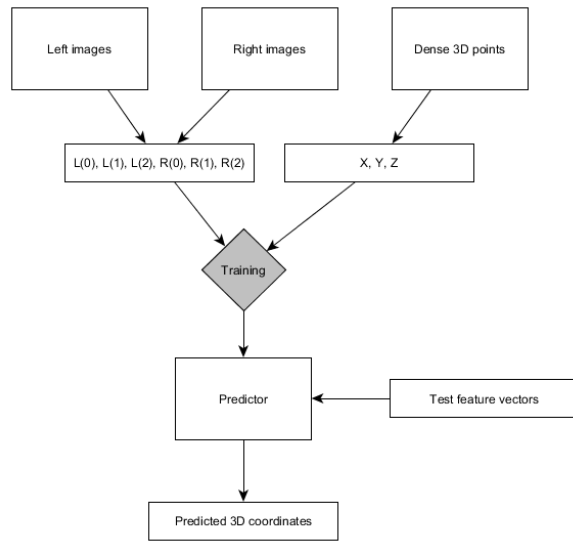 Left images
Right images
Dense 3D points
L(0), L(1), L(2), R(0), R(1), R(2)
X, Y, Z
Training
Predictor
Test feature vectors
Predicted 3D coordinates